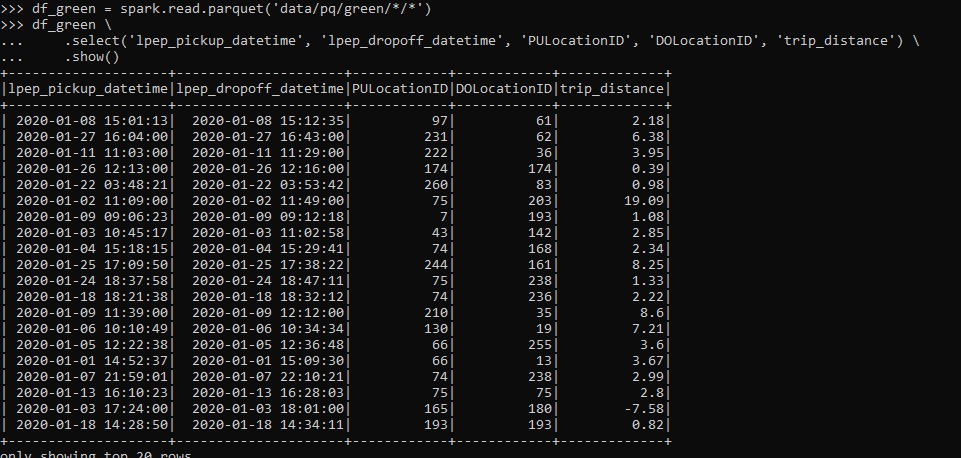 >>> df_green = spark.read.parquet('data/pq/green/*/*')
>>> df_green \
...     .select('lpep_pickup_datetime', 'lpep_dropoff_datetime', 'PULocationID', 'DOLocationID', 'trip_distance') \
...     .show()
+--------------------+---------------------+------------+------------+-------------+
|lpep_pickup_datetime|lpep_dropoff_datetime|PULocationID|DOLocationID|trip_distance|
+--------------------+---------------------+------------+------------+-------------+
| 2020-01-08 15:01:13|  2020-01-08 15:12:35|          97|          61|         2.18|
| 2020-01-27 16:04:00|  2020-01-27 16:43:00|         231|          62|         6.38|
| 2020-01-11 11:03:00|  2020-01-11 11:29:00|         222|          36|         3.95|
| 2020-01-26 12:13:00|  2020-01-26 12:16:00|         174|         174|         0.39|
| 2020-01-22 03:48:21|  2020-01-22 03:53:42|         260|          83|         0.98|
| 2020-01-02 11:09:00|  2020-01-02 11:49:00|          75|         203|        19.09|
| 2020-01-09 09:06:23|  2020-01-09 09:12:18|           7|         193|         1.08|
| 2020-01-03 10:45:17|  2020-01-03 11:02:58|          43|         142|         2.85|
| 2020-01-04 15:18:15|  2020-01-04 15:29:41|          74|         168|         2.34|
| 2020-01-25 17:09:50|  2020-01-25 17:38:22|         244|         161|         8.25|
| 2020-01-24 18:37:58|  2020-01-24 18:47:11|          75|         238|         1.33|
| 2020-01-18 18:21:38|  2020-01-18 18:32:12|          74|         236|         2.22|
| 2020-01-09 11:39:00|  2020-01-09 12:12:00|         210|          35|          8.6|
| 2020-01-06 10:10:49|  2020-01-06 10:34:34|         130|          19|         7.21|
| 2020-01-05 12:22:38|  2020-01-05 12:36:48|          66|         255|          3.6|
| 2020-01-01 14:52:37|  2020-01-01 15:09:30|          66|          13|         3.67|
| 2020-01-07 21:59:01|  2020-01-07 22:10:21|          74|         238|         2.99|
| 2020-01-13 16:10:23|  2020-01-13 16:28:03|          75|          75|          2.8|
| 2020-01-03 17:24:00|  2020-01-03 18:01:00|         165|         180|        -7.58|
| 2020-01-18 14:28:50|  2020-01-18 14:34:11|         193|         193|         0.82|
+--------------------+---------------------+------------+------------+-------------+
only showing top 20 rows